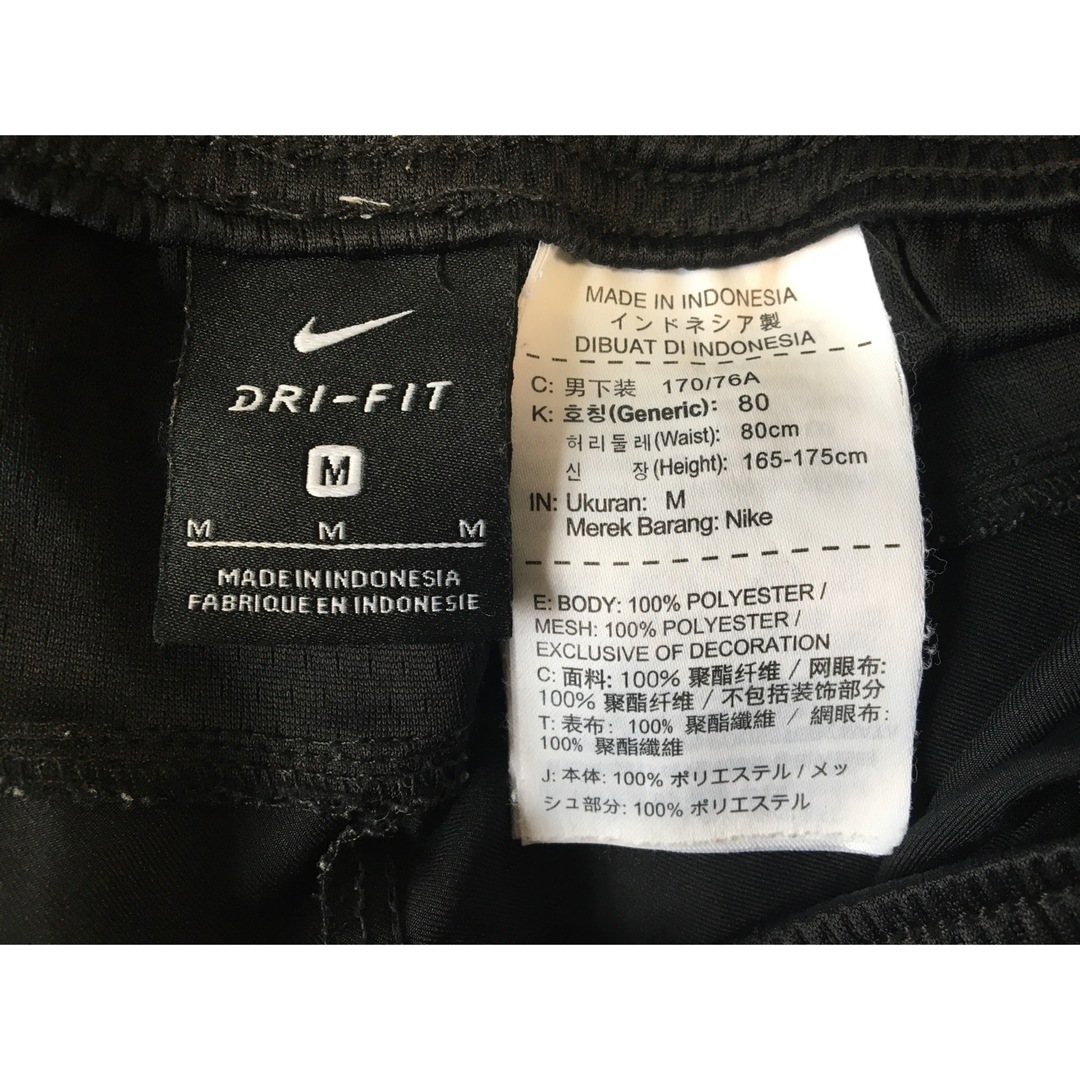 DRI-FIT
M
M M M
MADE IN INDONESIA
FABRIQUE EN INDONESIE
MADE IN INDONESIA
インドネシア製
DIBUAT DI INDONESIA
C: 男下装 170/76A
K: 호칭(Generic): 80
허리둘레(Waist): 80cm
신 장(Height): 165-175cm
IN: Ukuran: M
Merek Barang: Nike
E: BODY: 100% POLYESTER /
MESH: 100% POLYESTER /
EXCLUSIVE OF DECORATION
C: 面料: 100% 聚酯纤维 / 网眼布:
100% 聚酯纤维 / 不包括装饰部分
T: 表布: 100% 聚酯纖維 / 網眼布:
100% 聚酯纖維
J: 本体: 100% ポリエステル / メッ
シュ部分: 100% ポリエステル